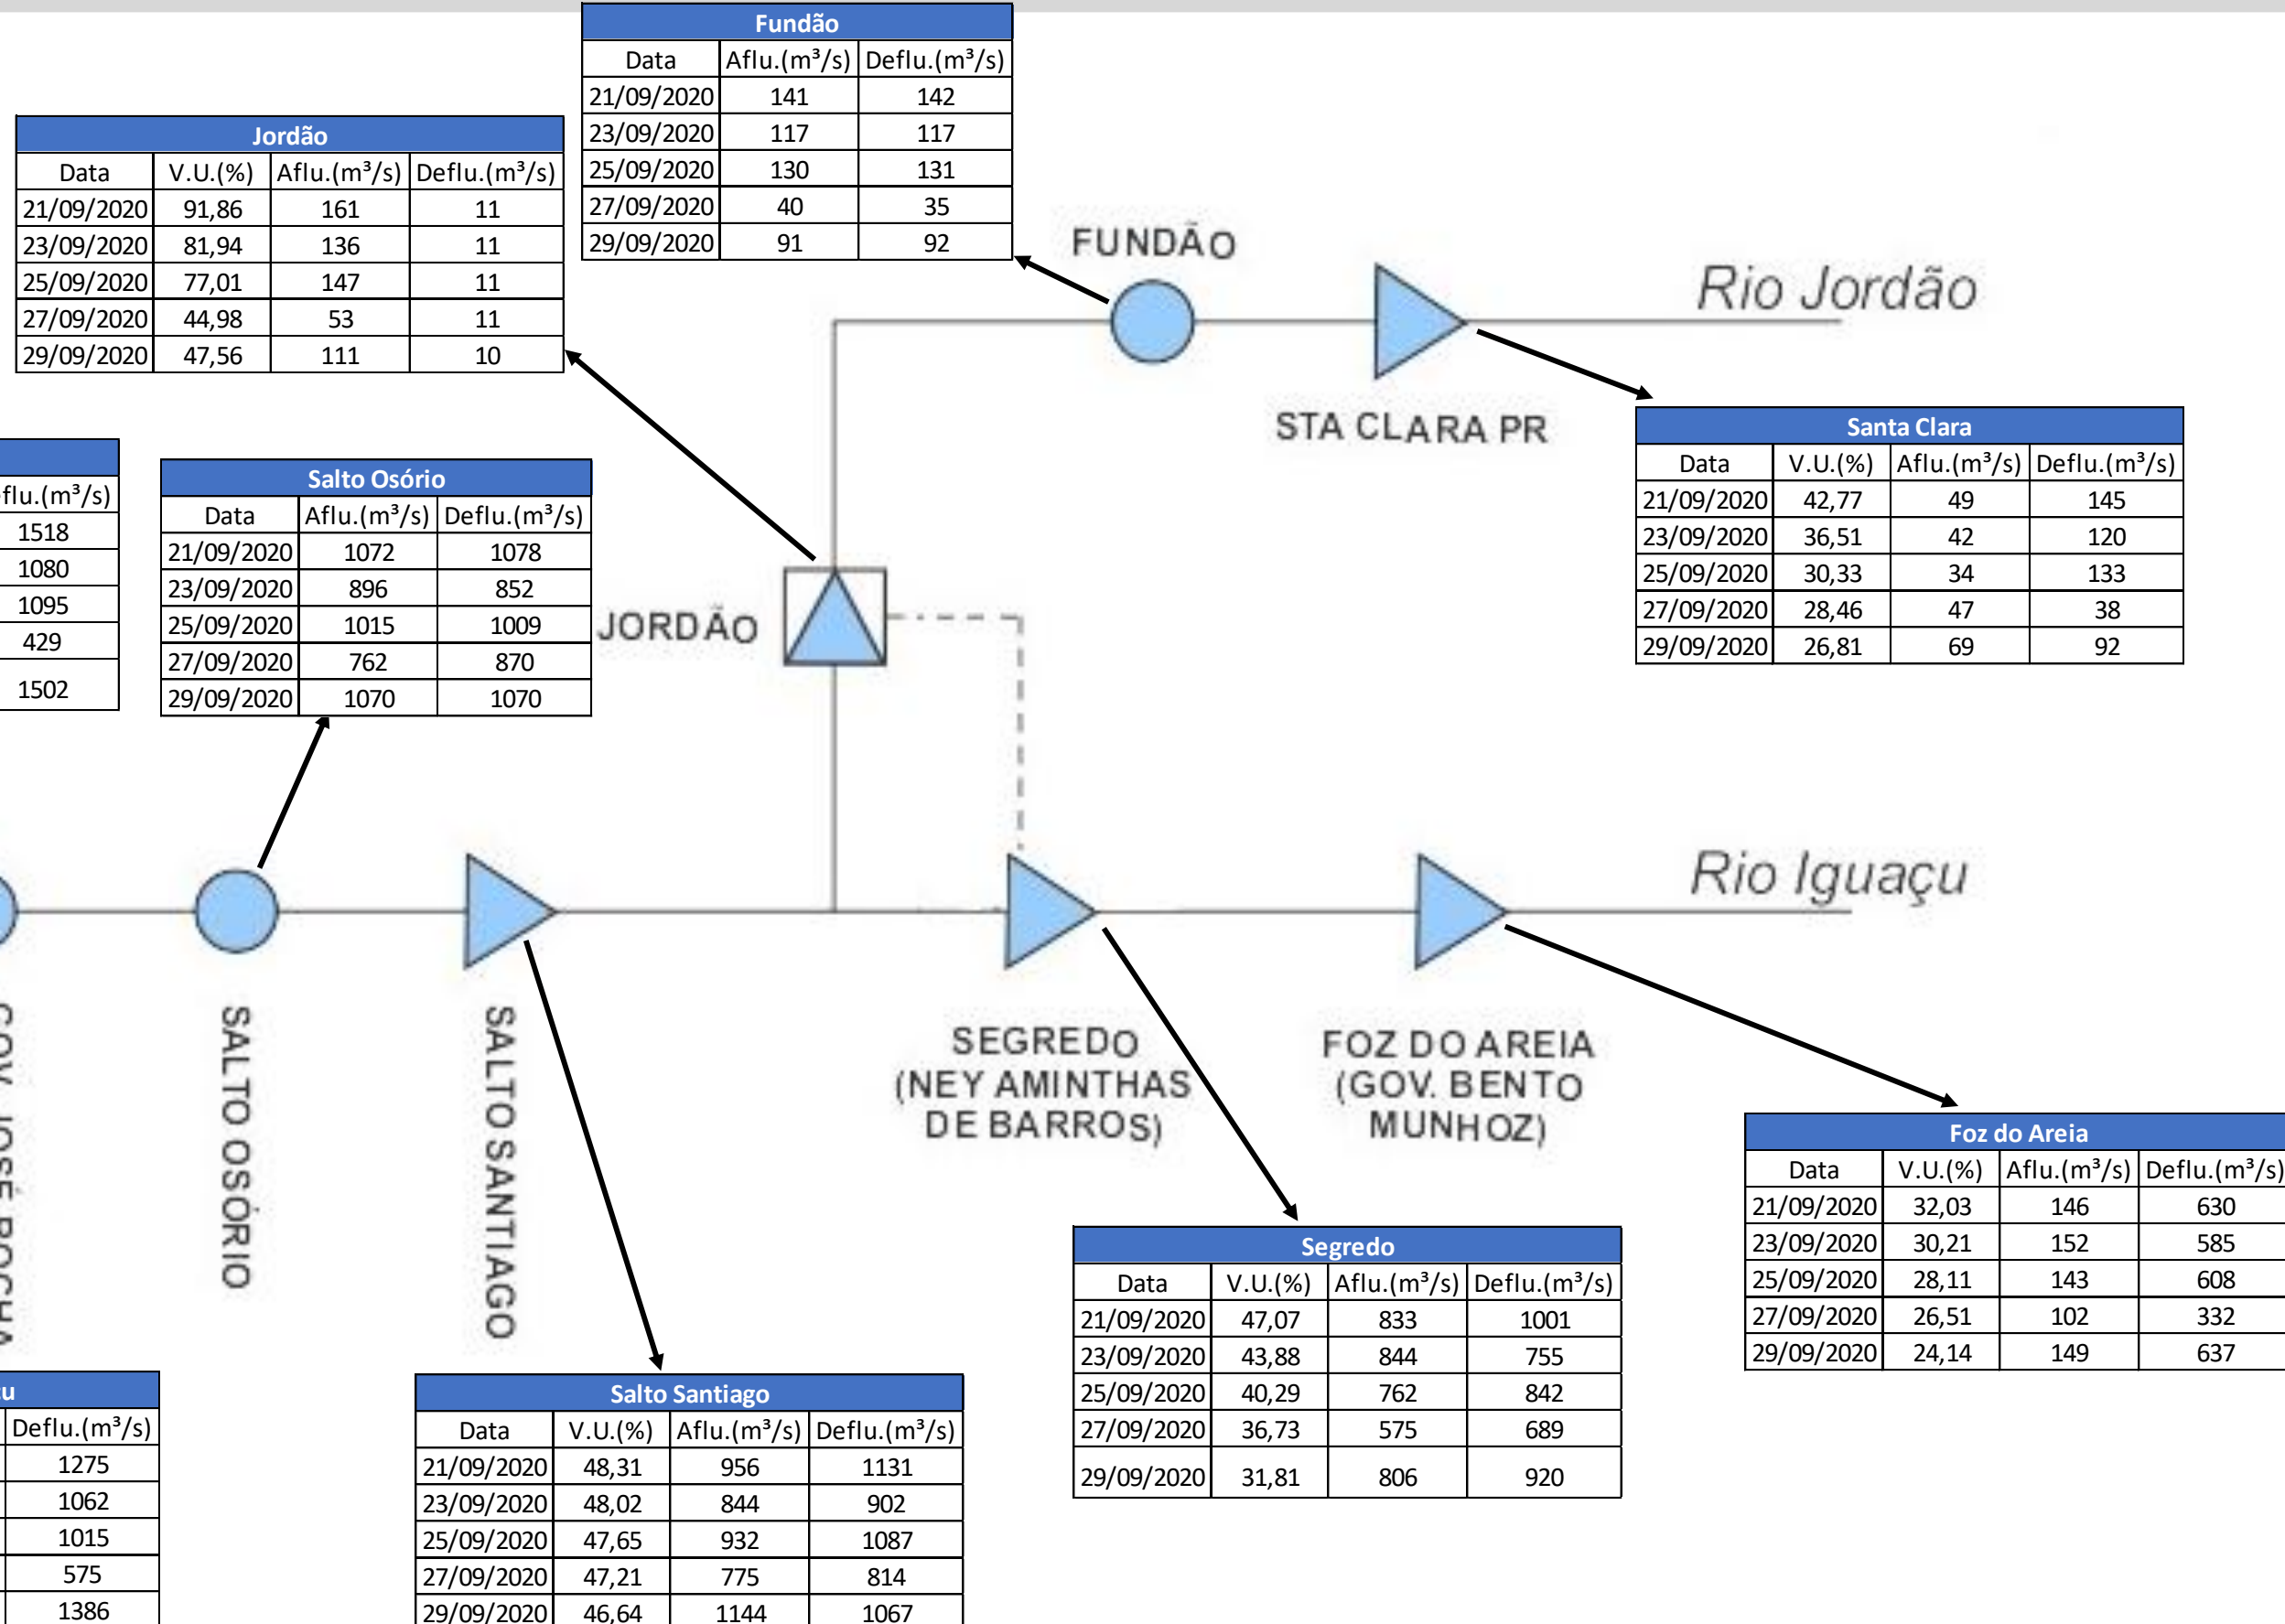 Fundão
Data Aflu.(m³/s) Deflu.(m³/s)
21/09/2020 141 142
23/09/2020 117 117
25/09/2020 130 131
27/09/2020 40 35
29/09/2020 91 92
Jordão
Data V.U.(%) Aflu.(m³/s) Deflu.(m³/s)
21/09/2020 91,86 161 11
23/09/2020 81,94 136 11
25/09/2020 77,01 147 11
27/09/2020 44,98 53 11
29/09/2020 47,56 111 10
FUNDÃO
Rio Jordão
STA CLARA PR
Santa Clara
Data V.U.(%) Aflu.(m³/s) Deflu.(m³/s)
21/09/2020 42,77 49 145
23/09/2020 36,51 42 120
25/09/2020 30,33 34 133
27/09/2020 28,46 47 38
29/09/2020 26,81 69 92
flu.(m³/s)
1518
1080
1095
429
1502
Salto Osório
Data Aflu.(m³/s) Deflu.(m³/s)
21/09/2020 1072 1078
23/09/2020 896 852
25/09/2020 1015 1009
27/09/2020 762 870
29/09/2020 1070 1070
JORDÃO
Rio Iguaçu
GOV. JOSÉ ROCHA
SALTO OSÓRIO
SALTO SANTIAGO
SEGREDO
(NEY AMINTHAS
DE BARROS)
FOZ DO AREIA
(GOV. BENTO
MUNHOZ)
Foz do Areia
Data V.U.(%) Aflu.(m³/s) Deflu.(m³/s)
21/09/2020 32,03 146 630
23/09/2020 30,21 152 585
25/09/2020 28,11 143 608
27/09/2020 26,51 102 332
29/09/2020 24,14 149 637
Segredo
Data V.U.(%) Aflu.(m³/s) Deflu.(m³/s)
21/09/2020 47,07 833 1001
23/09/2020 43,88 844 755
25/09/2020 40,29 762 842
27/09/2020 36,73 575 689
29/09/2020 31,81 806 920
u
Deflu.(m³/s)
1275
1062
1015
575
1386
Salto Santiago
Data V.U.(%) Aflu.(m³/s) Deflu.(m³/s)
21/09/2020 48,31 956 1131
23/09/2020 48,02 844 902
25/09/2020 47,65 932 1087
27/09/2020 47,21 775 814
29/09/2020 46,64 1144 1067